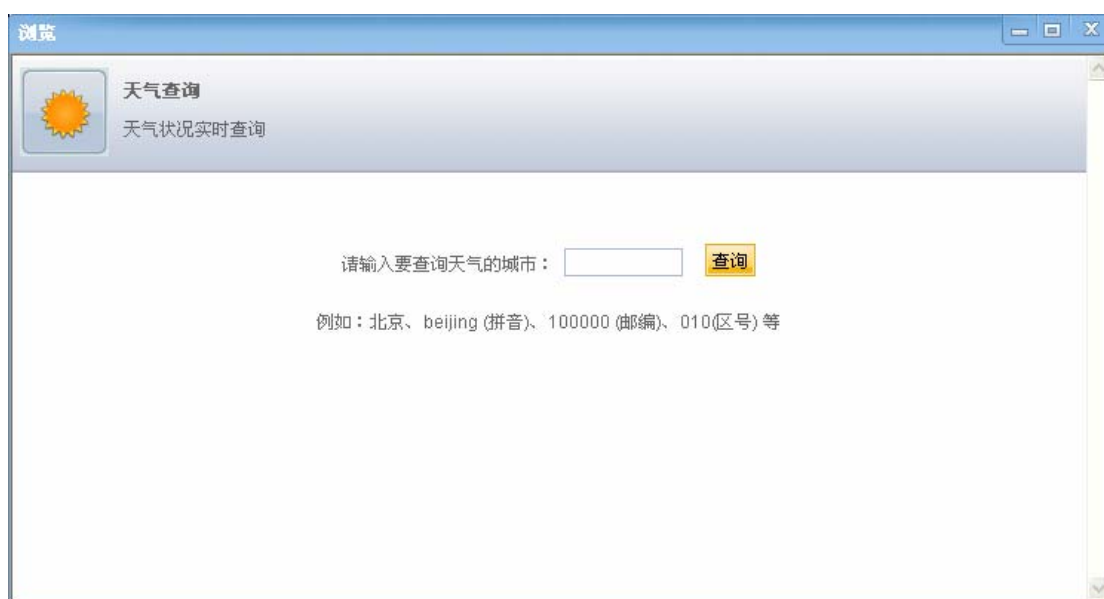 浏览
天气查询
天气状况实时查询
请输入要查询天气的城市： 查询
例如：北京、beijing (拼音)、100000 (邮编)、010(区号) 等